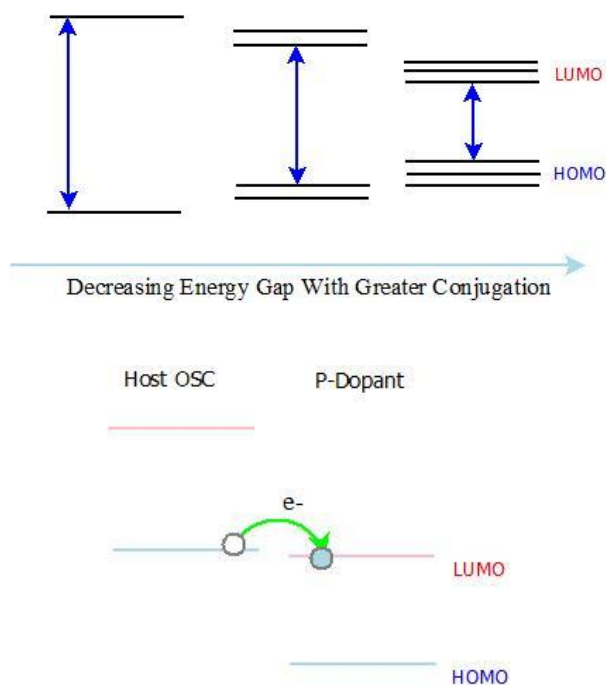 LUMO
HOMO
Decreasing Energy Gap With Greater Conjugation
Host OSC
P-Dopant
e-
LUMO
HOMO